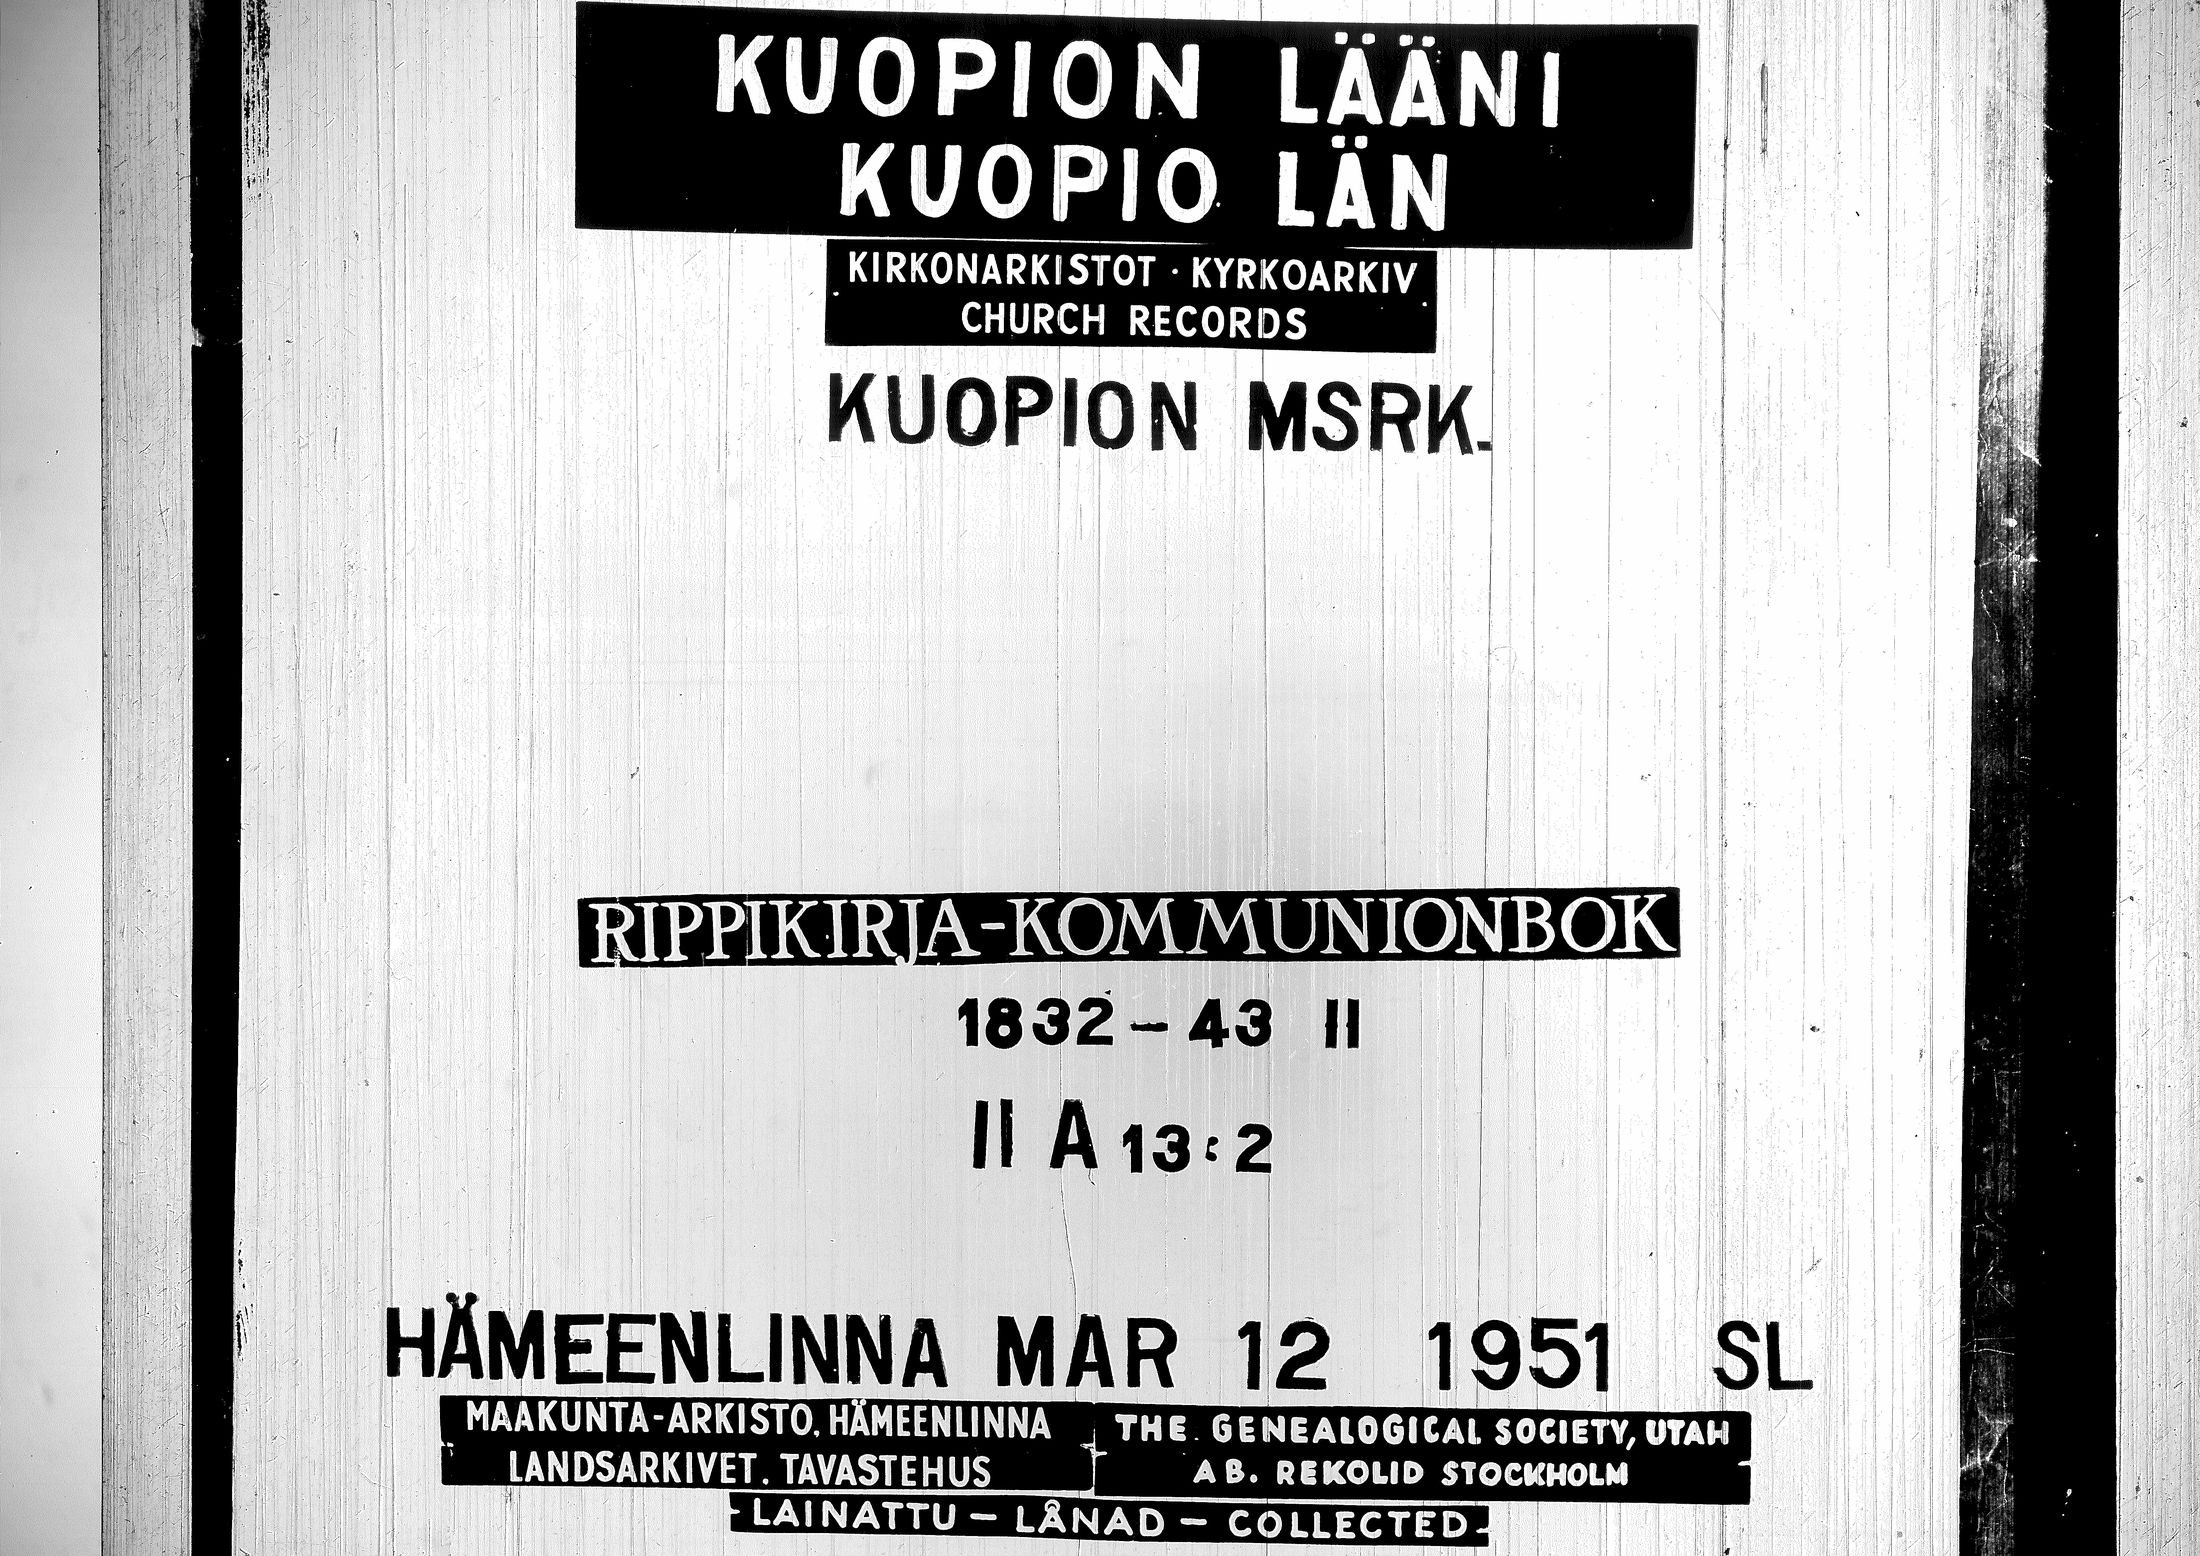 KUOPION LÄÄNI
KUOPIO LÄN
KIRKONARKISTOT · KYRKOARKIV
CHURCH RECORDS
KUOPION MSRK.
RIPPIKIRJA-KOMMUNIONBOK
1832-43 II
II A 13:2
HÄMEENLINNA MAR 12 1951 SL
MAAKUNTA-ARKISTO, HÄMEENLINNA
LANDSARKIVET. TAVASTEHUS
THE GENEALOGICAL SOCIETY, UTAH
AB. REKOLID STOCKHOLM
LAINATTU – LÅNAD – COLLECTED